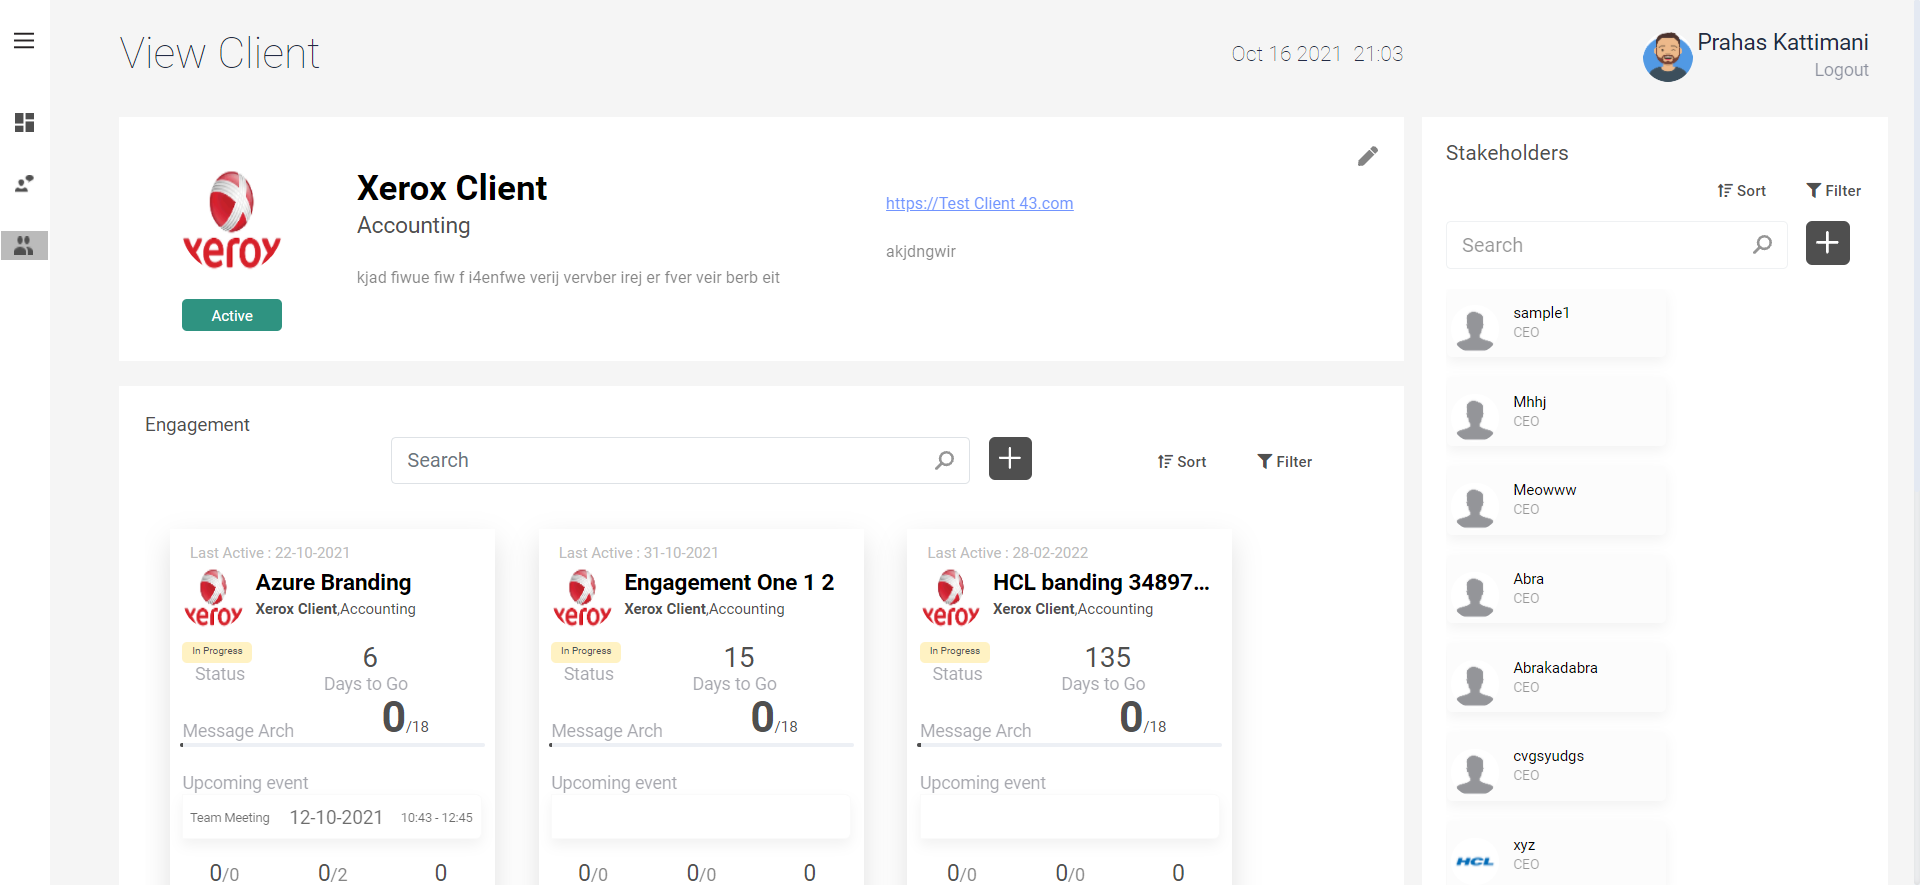 View Client
Oct 16 2021 21:03
Prahas Kattimani
Logout
xeroy
Active
Xerox Client
Accounting
kjad fiwue fiw f i4enfwe verij vervber irej er fver veir berb eit
https://Test Client 43.com
akjdngwir
Engagement
Search
Sort
Filter
Last Active : 22-10-2021
xeroy
Azure Branding
Xerox Client,Accounting
In Progress
Status
6
Days to Go
Message Arch
0/18
Upcoming event
Team Meeting 12-10-2021 10:43 - 12:45
0/0 0/2 0
Last Active : 31-10-2021
xeroy
Engagement One 1 2
Xerox Client,Accounting
In Progress
Status
15
Days to Go
Message Arch
0/18
Upcoming event
0/0 0/0 0
Last Active : 28-02-2022
xeroy
HCL banding 34897...
Xerox Client,Accounting
In Progress
Status
135
Days to Go
Message Arch
0/18
Upcoming event
0/0 0/0 0
Stakeholders
Sort
Filter
Search
sample1
CEO
Mhhj
CEO
Meowww
CEO
Abra
CEO
Abrakadabra
CEO
cvgsyudgs
CEO
HCL
xyz
CEO